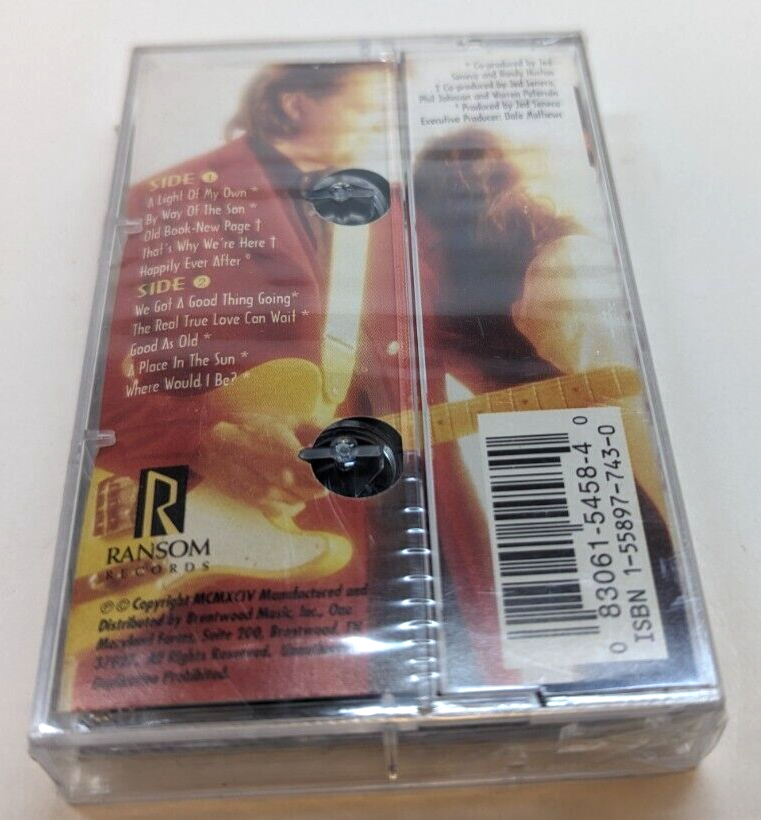 * Co-produced by Jed
Seneca and Randy
† Co-produced by Jed Seneca,
Phil Johnson and Warren Peterson
° Produced by Jed Seneca
Executive Producer: Dale Mathews
SIDE 1
A Light Of My Own *
By Way Of The Son *
Old Book-New Page †
That's Why We're Here †
Happily Ever After °
SIDE 2
We Got A Good Thing Going*
The Real True Love Can Wait *
Good As Old *
A Place In The Sun *
Where Would I Be? *
R
RANSOM
RECORDS
℗ © Copyright MCMXCIV Manufactured and
Distributed by Brentwood Music, Inc., One
Maryland Farms, Suite 200, Brentwood, TN
37027. All Rights Reserved. Unauthorized
Duplication Prohibited.
0 83061-5458-4 0
ISBN 1-55897-743-0